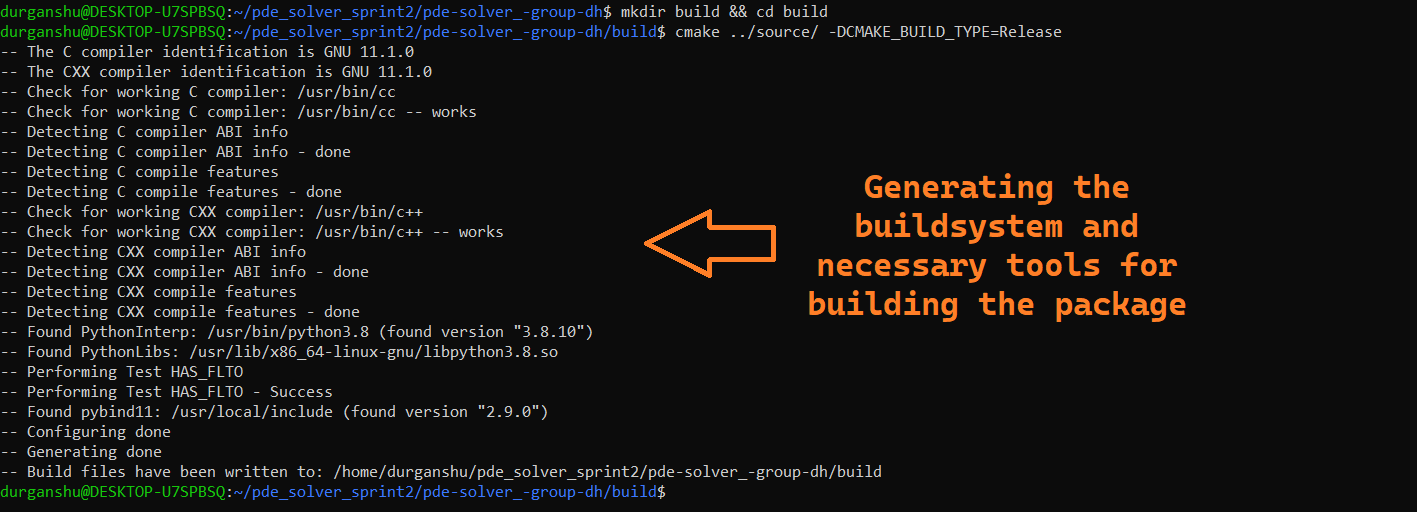 durganshu@DESKTOP-U7SPBSQ:~/pde_solver_sprint2/pde-solver_-group-dh$ mkdir build && cd build
durganshu@DESKTOP-U7SPBSQ:~/pde_solver_sprint2/pde-solver_-group-dh/build$ cmake ../source/ -DCMAKE_BUILD_TYPE=Release
-- The C compiler identification is GNU 11.1.0
-- The CXX compiler identification is GNU 11.1.0
-- Check for working C compiler: /usr/bin/cc
-- Check for working C compiler: /usr/bin/cc -- works
-- Detecting C compiler ABI info
-- Detecting C compiler ABI info - done
-- Detecting C compile features
-- Detecting C compile features - done
-- Check for working CXX compiler: /usr/bin/c++
-- Check for working CXX compiler: /usr/bin/c++ -- works
-- Detecting CXX compiler ABI info
-- Detecting CXX compiler ABI info - done
-- Detecting CXX compile features
-- Detecting CXX compile features - done
-- Found PythonInterp: /usr/bin/python3.8 (found version "3.8.10")
-- Found PythonLibs: /usr/lib/x86_64-linux-gnu/libpython3.8.so
-- Performing Test HAS_FLTO
-- Performing Test HAS_FLTO - Success
-- Found pybind11: /usr/local/include (found version "2.9.0")
-- Configuring done
-- Generating done
-- Build files have been written to: /home/durganshu/pde_solver_sprint2/pde-solver_-group-dh/build
durganshu@DESKTOP-U7SPBSQ:~/pde_solver_sprint2/pde-solver_-group-dh/build$
Generating the
buildsystem and
necessary tools for
building the package